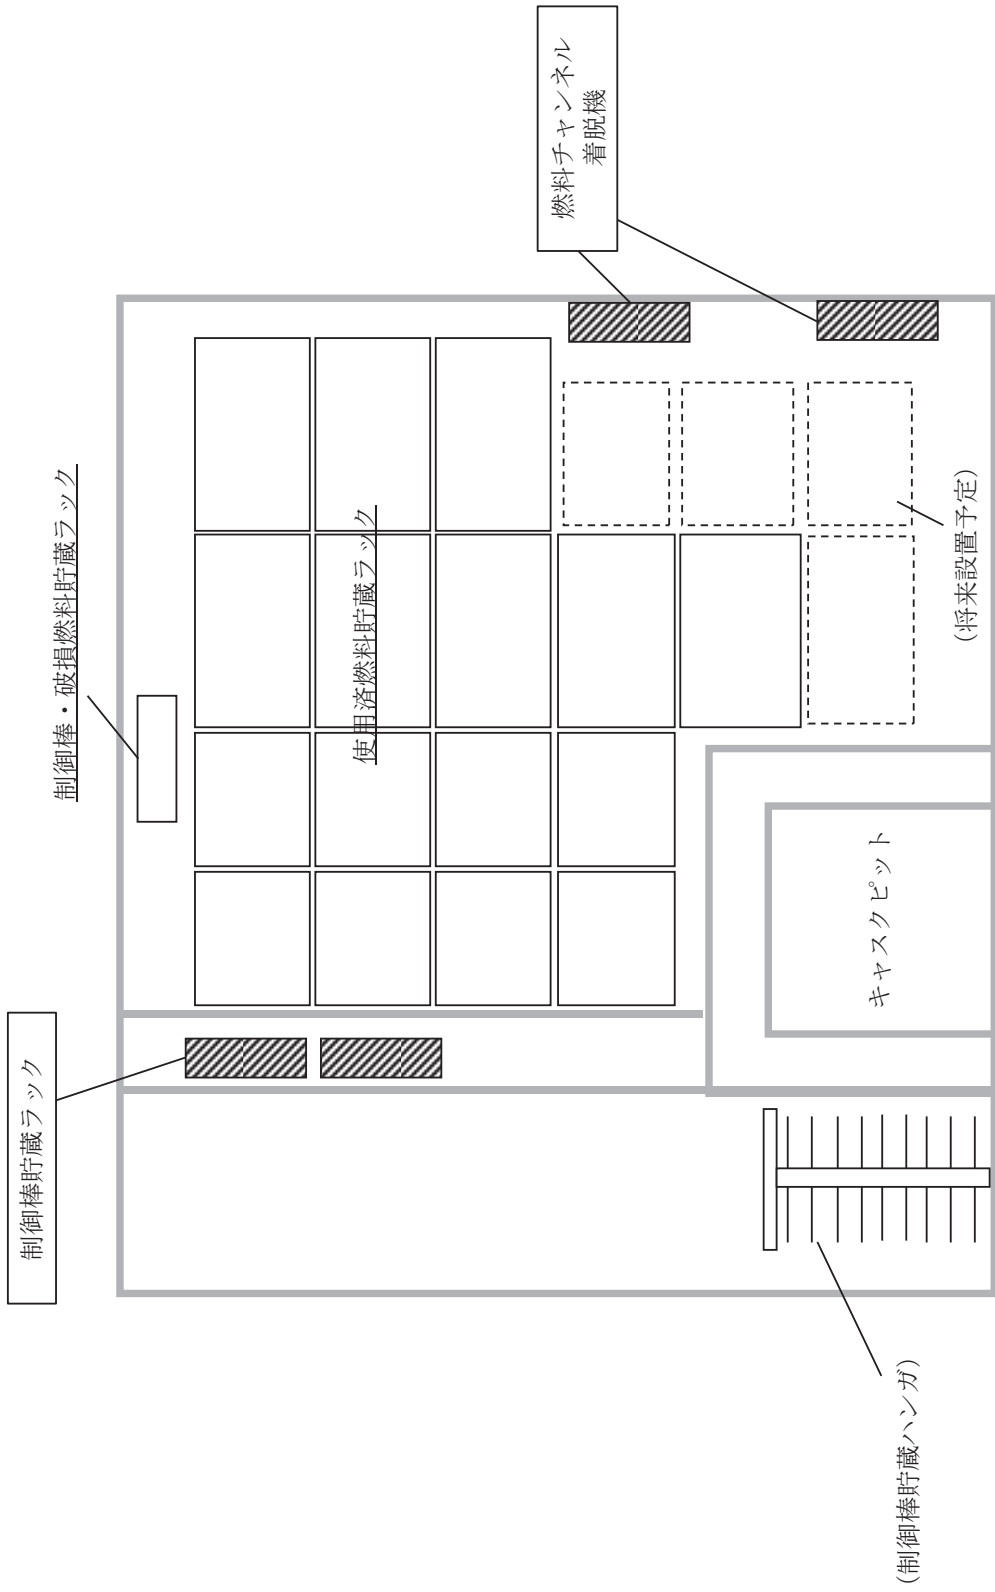 制御棒貯蔵ラック
制御棒・破損燃料貯蔵ラック
使用済燃料貯蔵ラック
燃料チャンネル
着脱機
キャスクピット
(将来設置予定)
(制御棒貯蔵ハンガ)